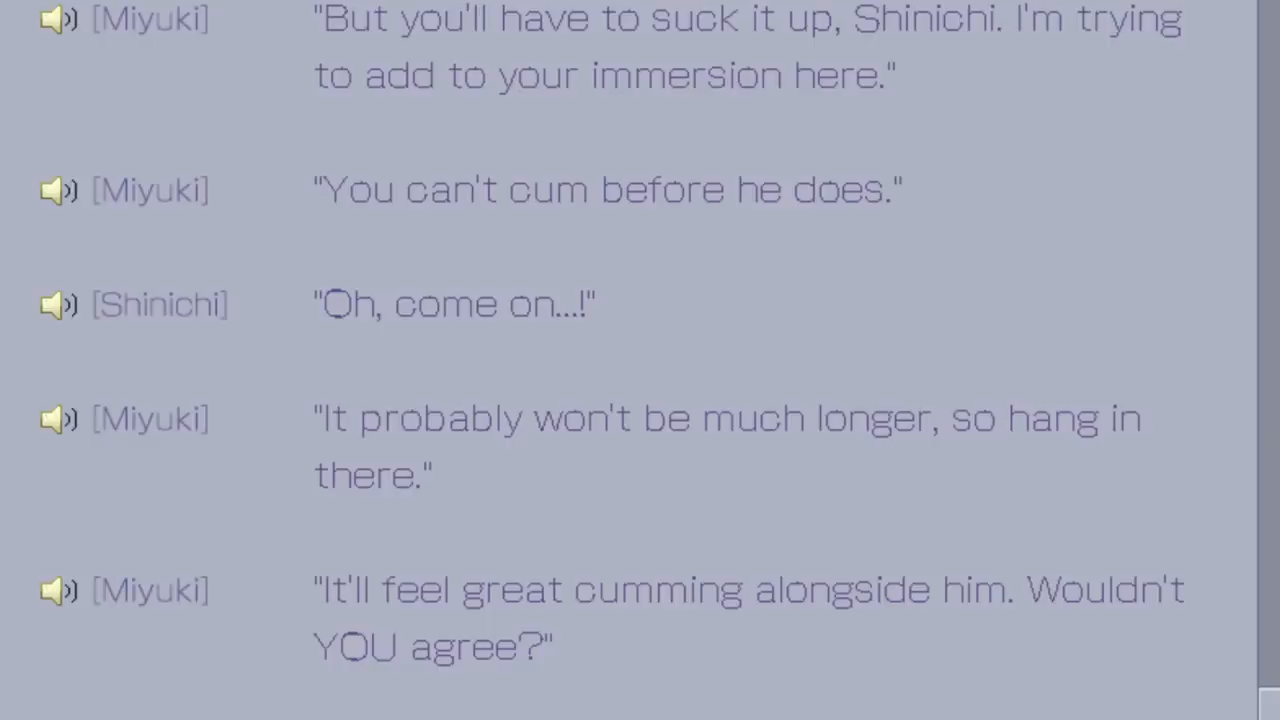 [Miyuki] "But you'll have to suck it up, Shinichi. I'm trying
to add to your immersion here."
[Miyuki] "You can't cum before he does."
[Shinichi] "Oh, come on...!"
[Miyuki] "It probably won't be much longer, so hang in
there."
[Miyuki] "It'll feel great cumming alongside him. Wouldn't
YOU agree?"